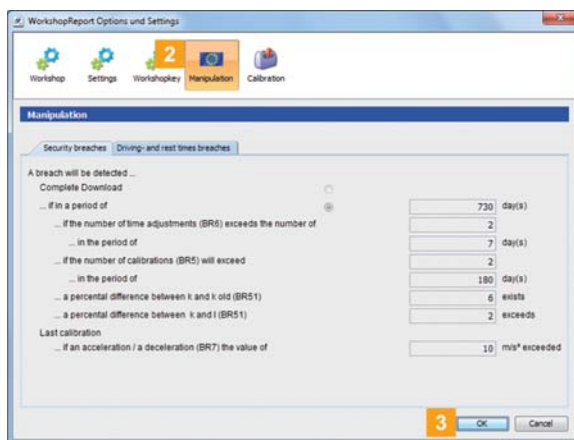 WorkshopReport Options und Settings
2
Workshop Settings Workshopkey Manipulation Calibration
Manipulation
Security breaches Driving- and rest times breaches
A breach will be detected ...
Complete Download
... if in a period of 730 day(s)
... if the number of time adjustments (BR6) exceeds the number of 2
... in the period of 7 day(s)
... if the number of calibrations (BR5) will exceed 2
... in the period of 180 day(s)
... a percental difference between k and k old (BR51) 6 exists
... a percental difference between k and l (BR51) 2 exceeds
Last calibration
... if an acceleration / a deceleration (BR7) the value of 10 m/s² exceeded
3 OK Cancel